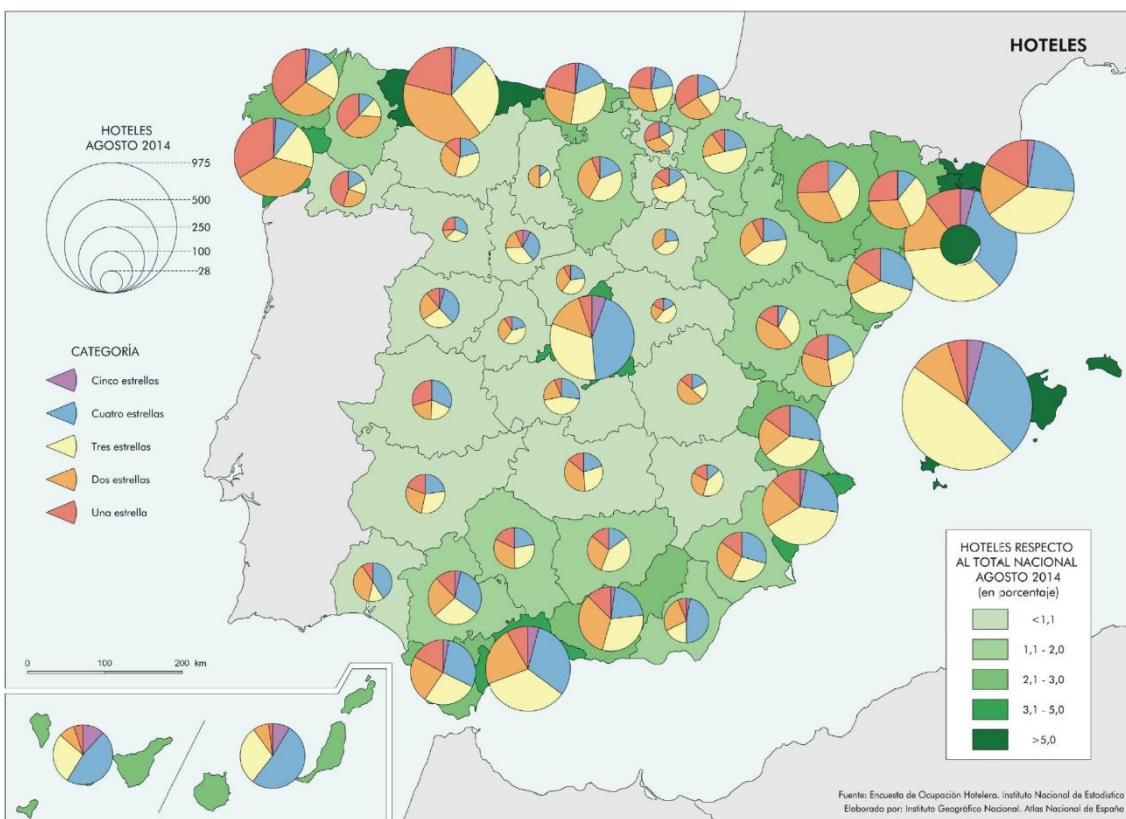 HOTELES
HOTELES
AGOSTO 2014
975
500
250
100
28
CATEGORÍA
Cinco estrellas
Cuatro estrellas
Tres estrellas
Dos estrellas
Una estrella
HOTELES RESPECTO
AL TOTAL NACIONAL
AGOSTO 2014
(en porcentaje)
<1,1
1,1 - 2,0
2,1 - 3,0
3,1 - 5,0
>5,0
0 100 200 km
Fuente: Encuesta de Ocupación Hotelera. Instituto Nacional de Estadística
Elaborado por: Instituto Geográfico Nacional. Atlas Nacional de España